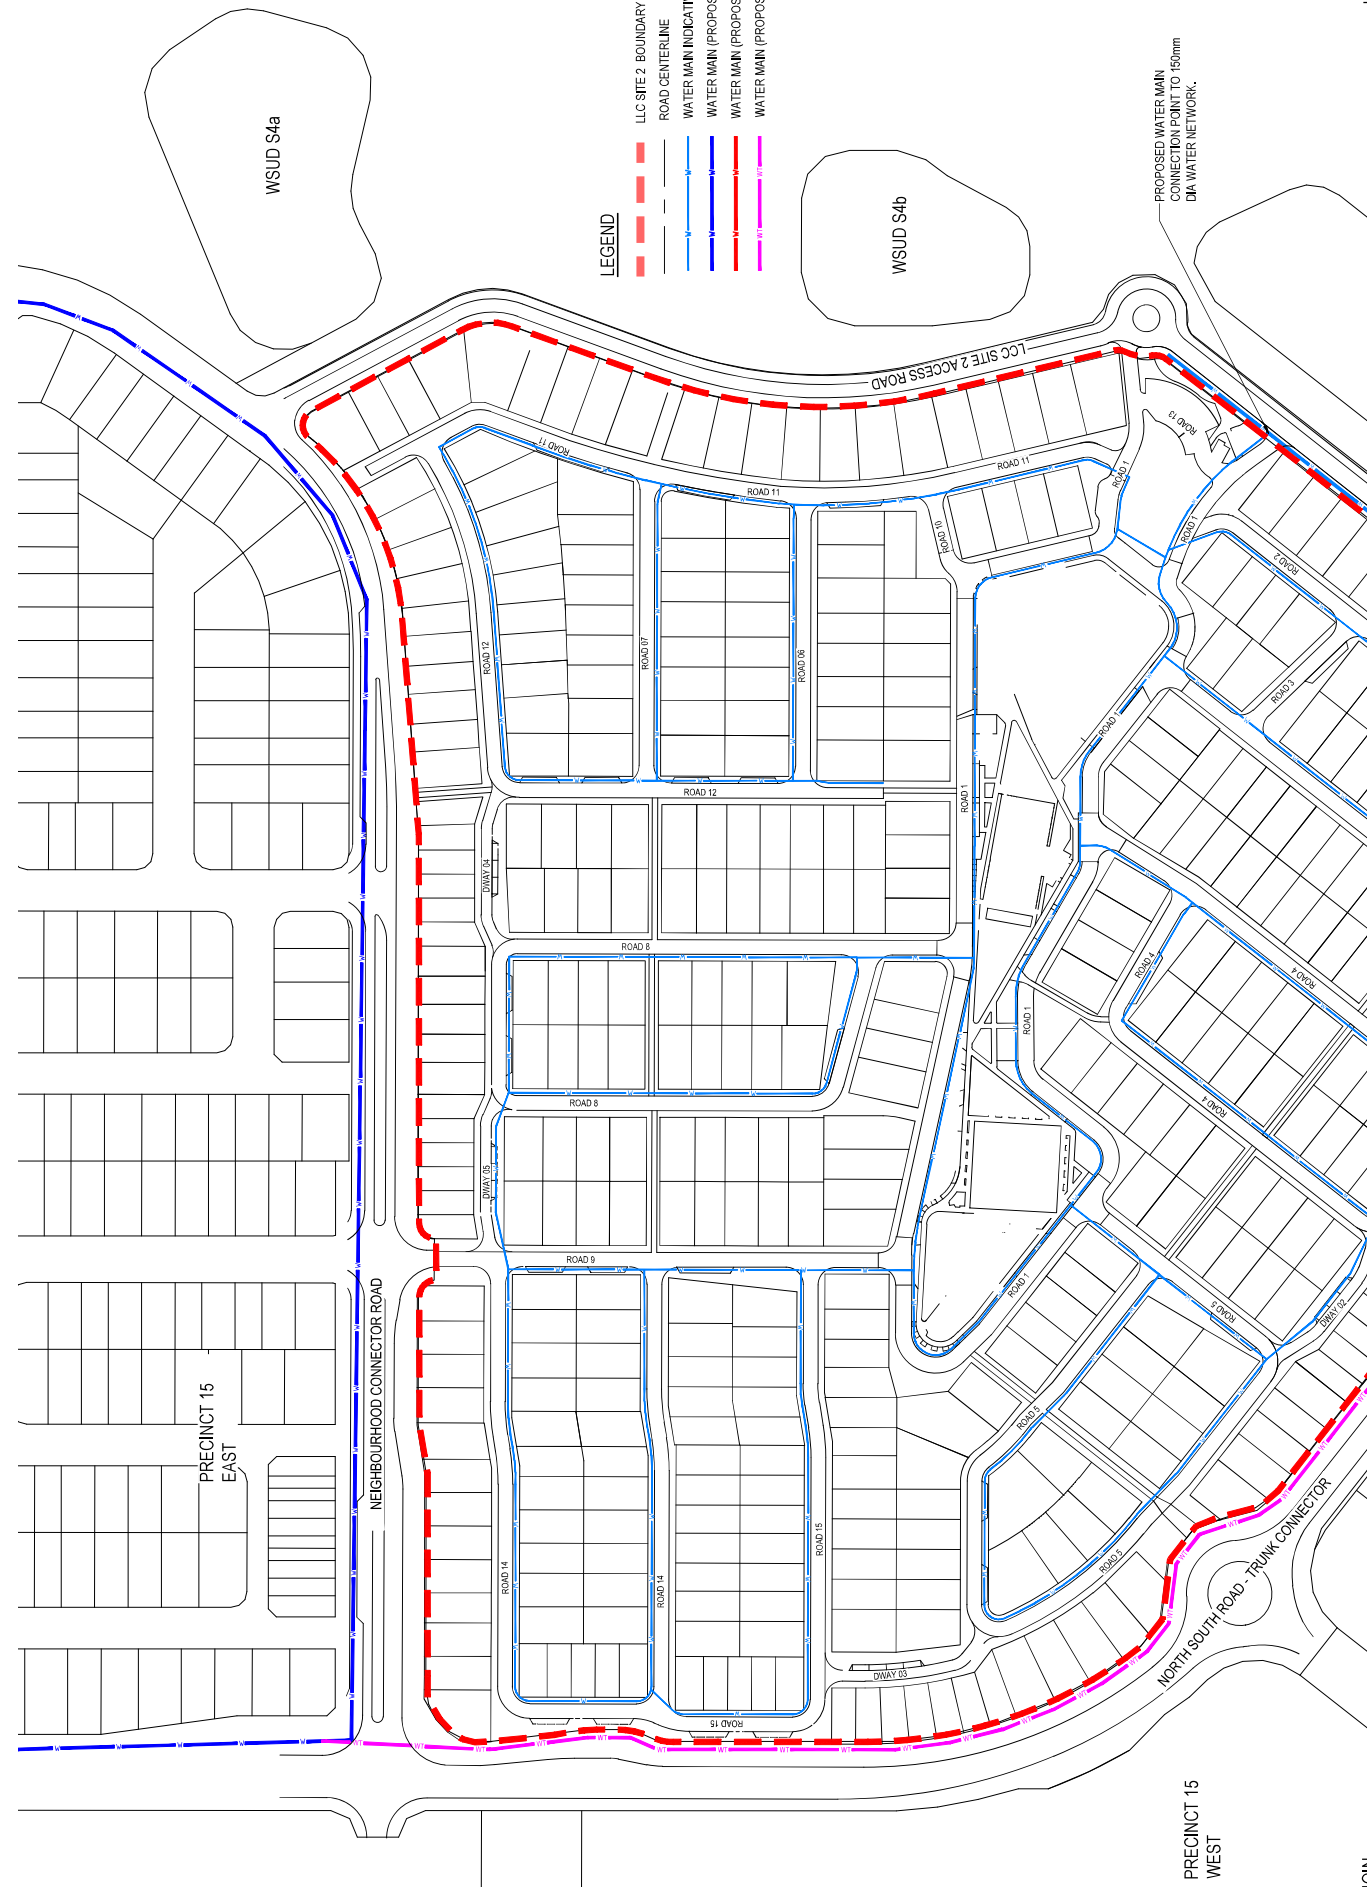 WSUD S4a
LEGEND
LLC SITE 2 BOUNDARY
ROAD CENTERLINE
WATER MAIN INDICATI
WATER MAIN (PROPOS
WATER MAIN (PROPOS
WATER MAIN (PROPOS
WSUD S4b
PROPOSED WATER MAIN
CONNECTION POINT TO 150mm
DIA WATER NETWORK.
LCC SITE 2 ACCESS ROAD
ROAD 13
ROAD 11
ROAD 11
ROAD 11
ROAD 1
ROAD 1
ROAD 10
ROAD 2
ROAD 12
ROAD 07
ROAD 06
ROAD 3
ROAD 1
ROAD 12
ROAD 1
DWAY 04
ROAD 8
ROAD 4
ROAD 4
ROAD 1
ROAD 8
ROAD 4
DWAY 05
ROAD 9
ROAD 1
ROAD 5
DWAY 02
NEIGHBOURHOOD CONNECTOR ROAD
PRECINCT 15
EAST
ROAD 5
ROAD 14
ROAD 14
ROAD 15
ROAD 5
DWAY 03
ROAD 15
NORTH SOUTH ROAD - TRUNK CONNECTOR
PRECINCT 15
WEST